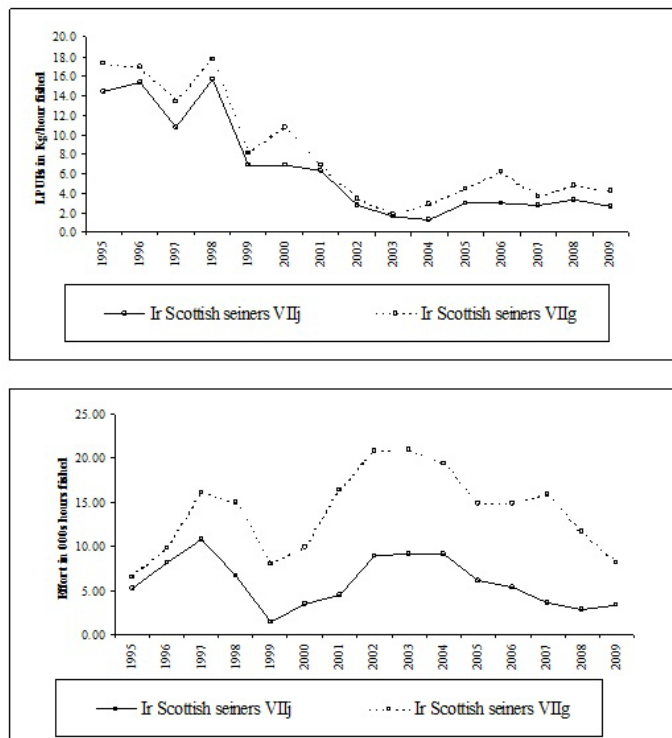 LPUEs in Kg/hour fished
20.0
18.0
16.0
14.0
12.0
10.0
8.0
6.0
4.0
2.0
0.0
1995 1996 1997 1998 1999 2000 2001 2002 2003 2004 2005 2006 2007 2008 2009
Ir Scottish seiners VIIj Ir Scottish seiners VIIg
Effort in 000s hours fished
25.00
20.00
15.00
10.00
5.00
0.00
1995 1996 1997 1998 1999 2000 2001 2002 2003 2004 2005 2006 2007 2008 2009
Ir Scottish seiners VIIj Ir Scottish seiners VIIg